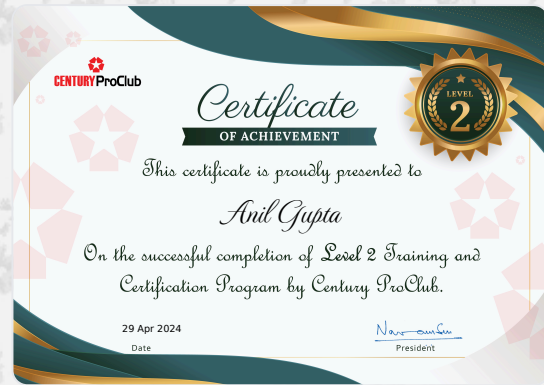 CENTURY ProClub
Certificate
OF ACHIEVEMENT
LEVEL
2
This certificate is proudly presented to
Anil Gupta
On the successful completion of Level 2 Training and
Certification Program by Century ProClub.
29 Apr 2024
Date
President